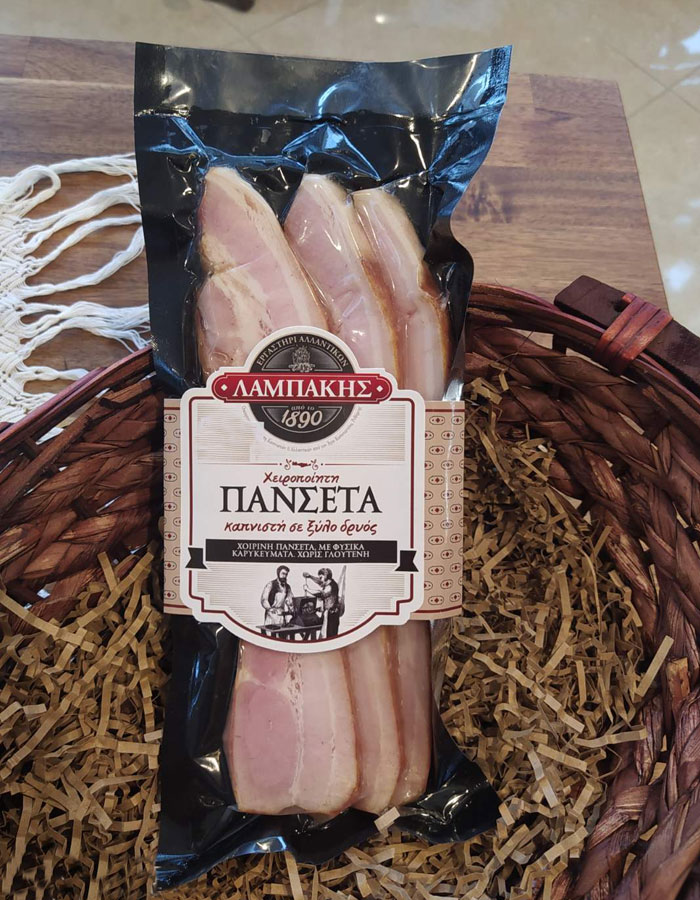 ΕΡΓΑΣΤΗΡΙ ΑΛΛΑΝΤΙΚΩΝ
ΛΑΜΠΑΚΗΣ
από το
1890
Χειροποίητη
ΠΑΝΣΕΤΑ
καπνιστή σε ξύλο δρυός
ΧΟΙΡΙΝΗ ΠΑΝΣΕΤΑ, ΜΕ ΦΥΣΙΚΑ
ΚΑΡΥΚΕΥΜΑΤΑ. ΧΩΡΙΣ ΓΛΟΥΤΕΝΗ